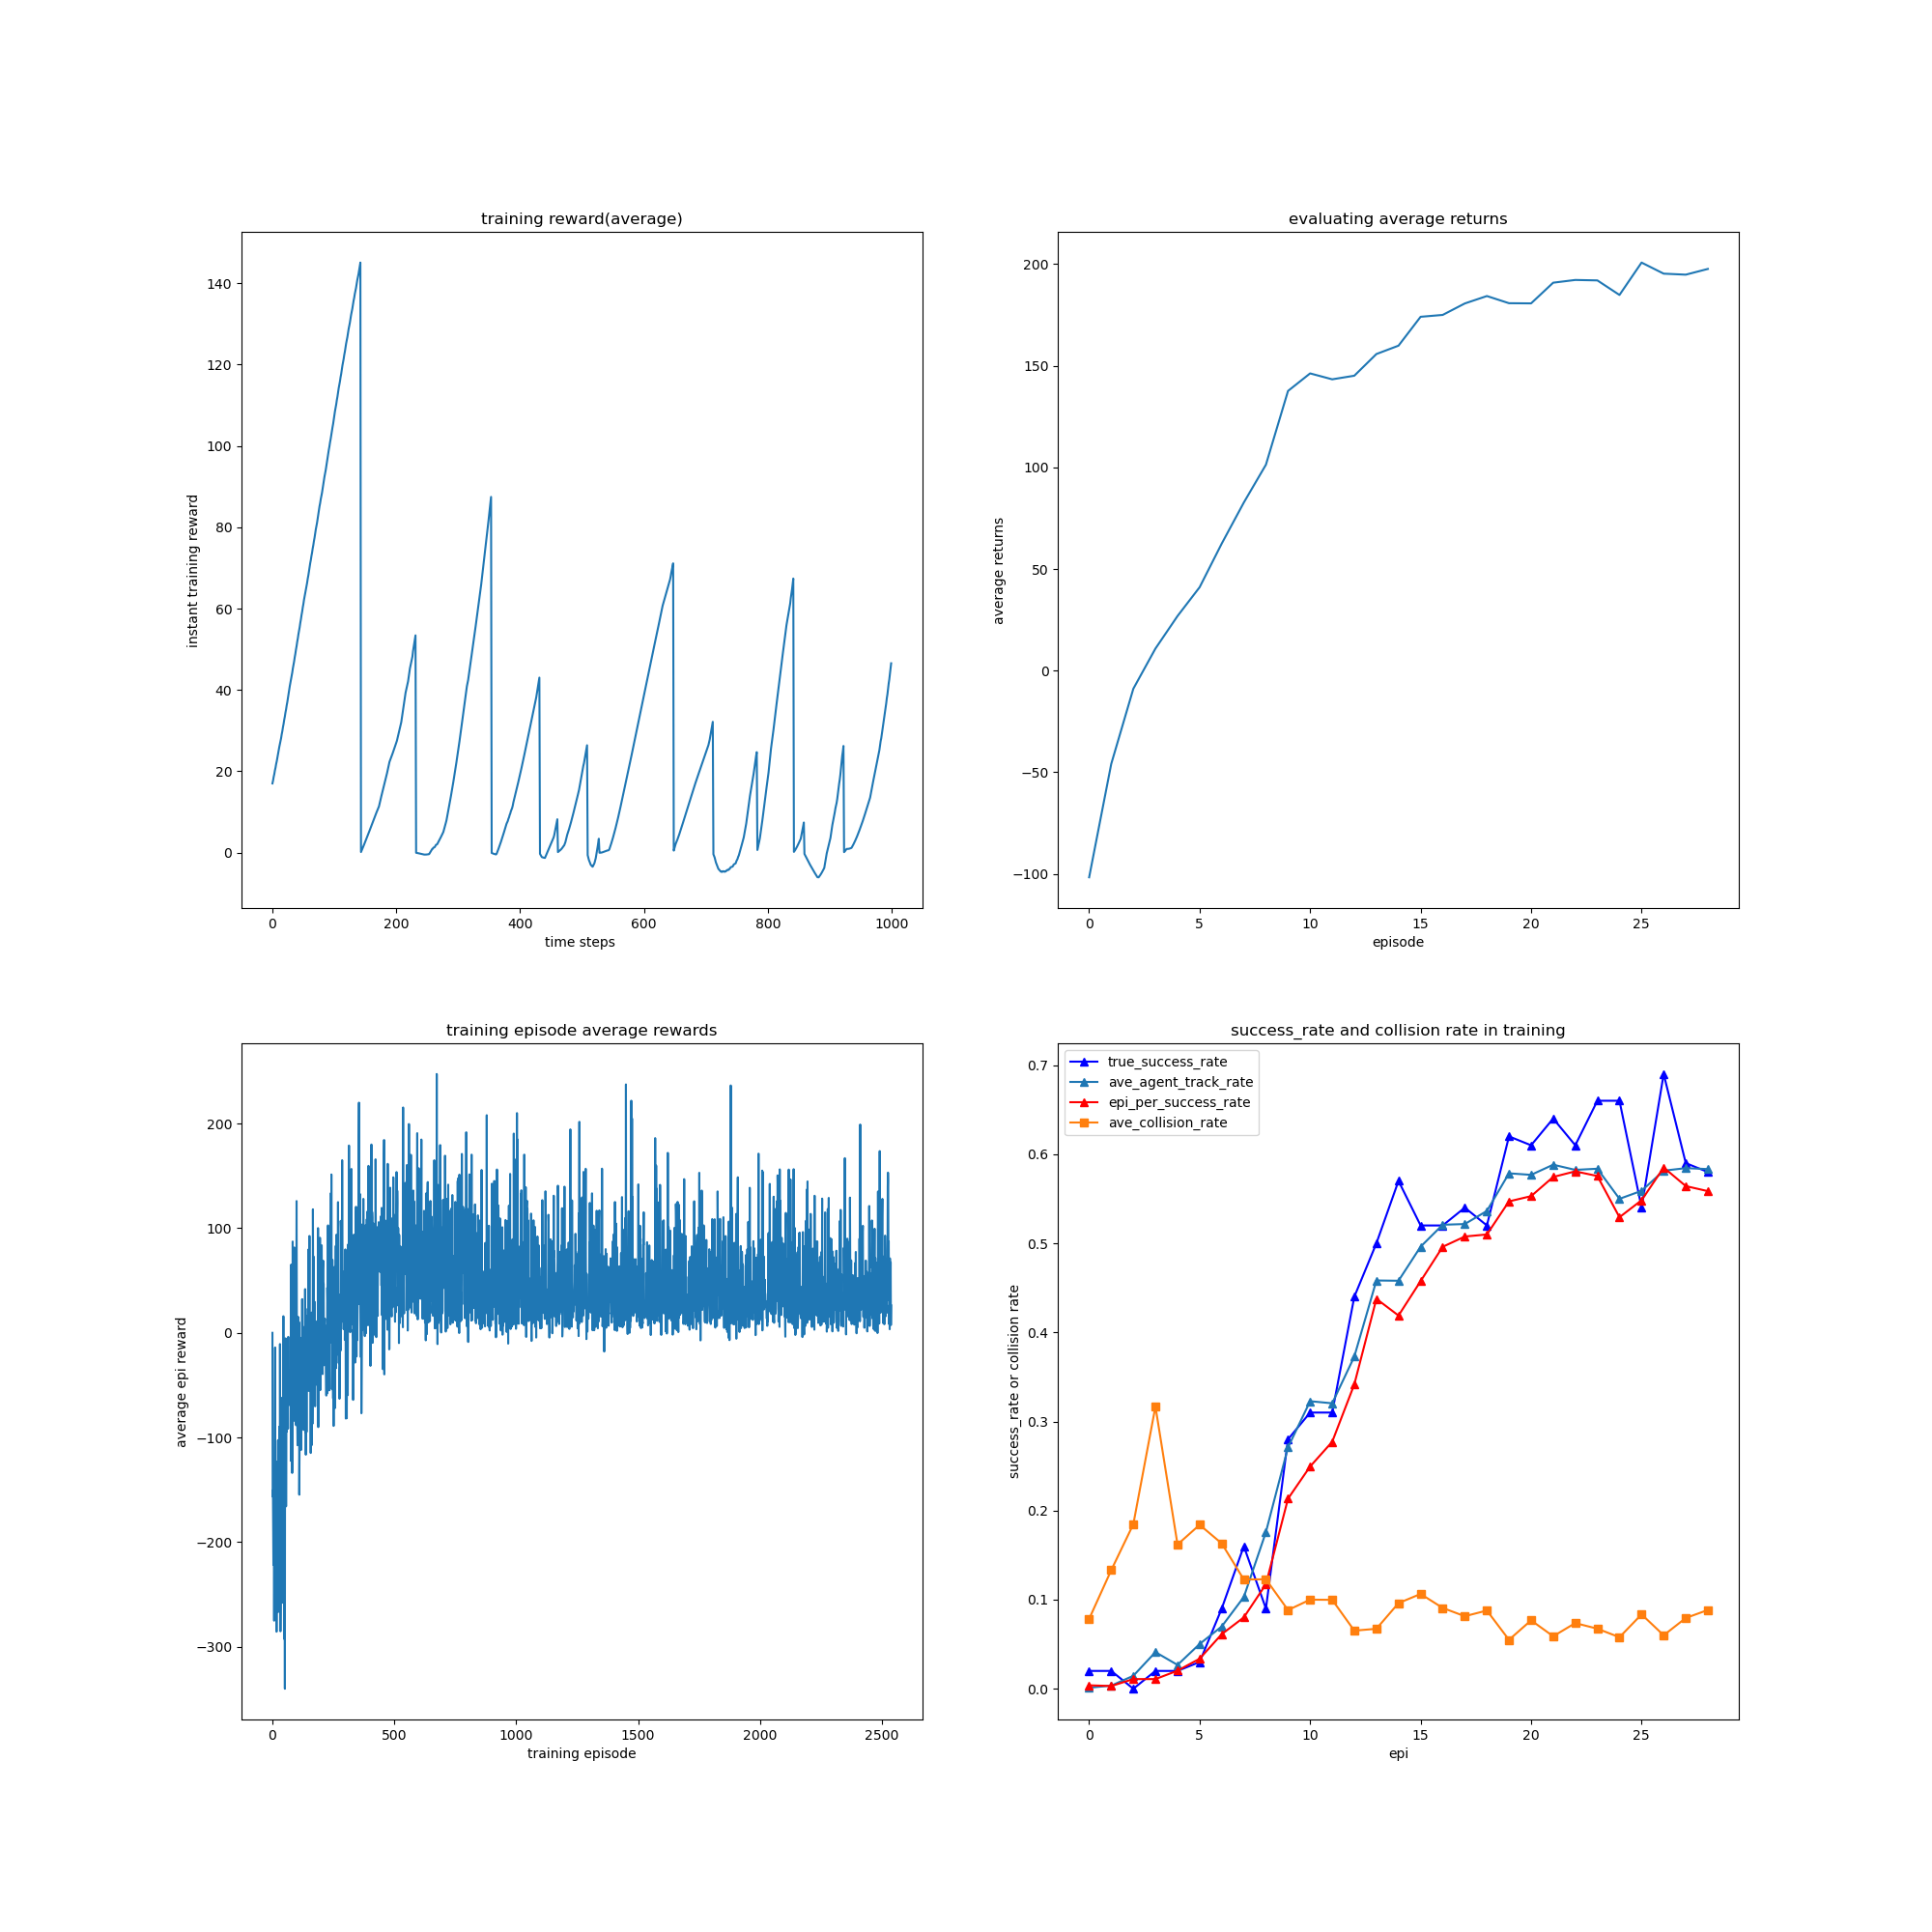 training reward(average)
instant training reward
140
120
100
80
60
40
20
0
0 200 400 600 800 1000
time steps
evaluating average returns
average returns
200
150
100
50
0
−50
−100
0 5 10 15 20 25
episode
training episode average rewards
average epi reward
200
100
0
−100
−200
−300
0 500 1000 1500 2000 2500
training episode
success_rate and collision rate in training
success_rate or collision rate
0.7
0.6
0.5
0.4
0.3
0.2
0.1
0.0
true_success_rate
ave_agent_track_rate
epi_per_success_rate
ave_collision_rate
0 5 10 15 20 25
epi